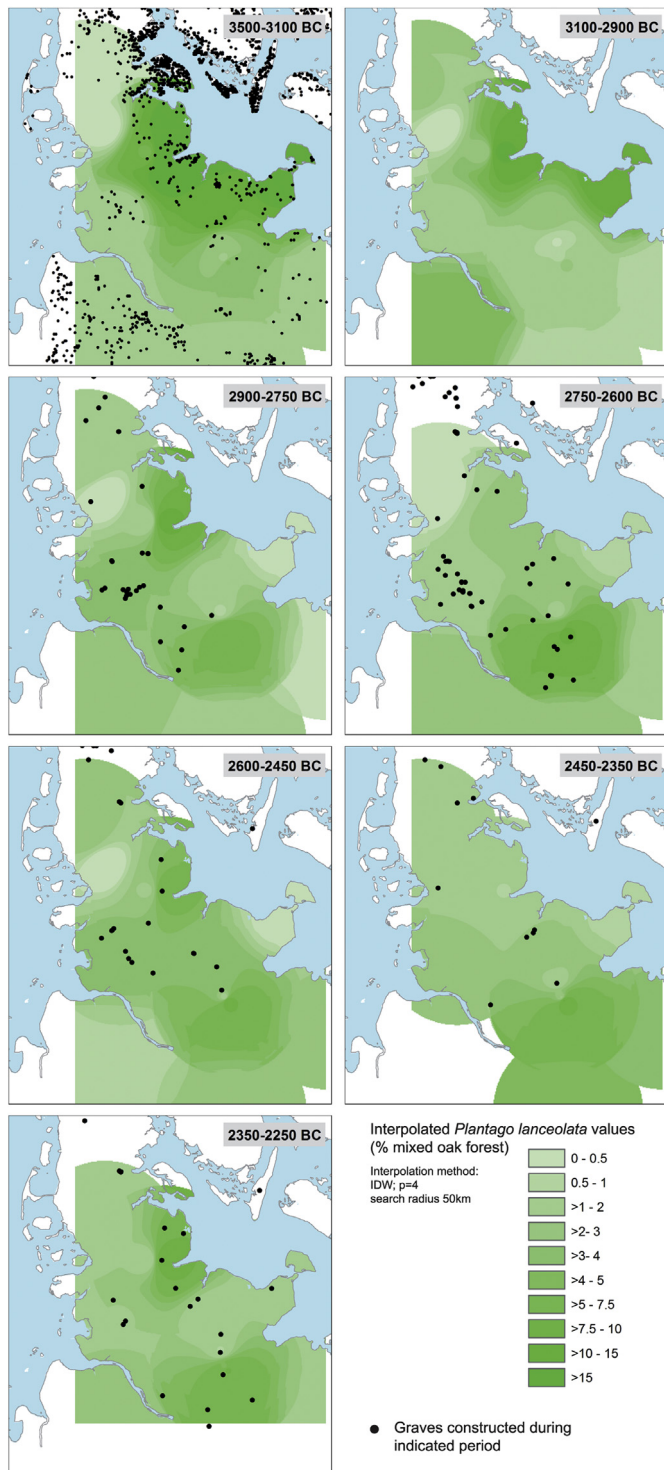 3500-3100 BC
3100-2900 BC
2900-2750 BC
2750-2600 BC
2600-2450 BC
2450-2350 BC
2350-2250 BC
Interpolated Plantago lanceolata values
(% mixed oak forest)
Interpolation method:
IDW; p=4
search radius 50km
0 - 0.5
0.5 - 1
>1 - 2
>2- 3
>3- 4
>4 - 5
>5 - 7.5
>7.5 - 10
>10 - 15
>15
Graves constructed during
indicated period